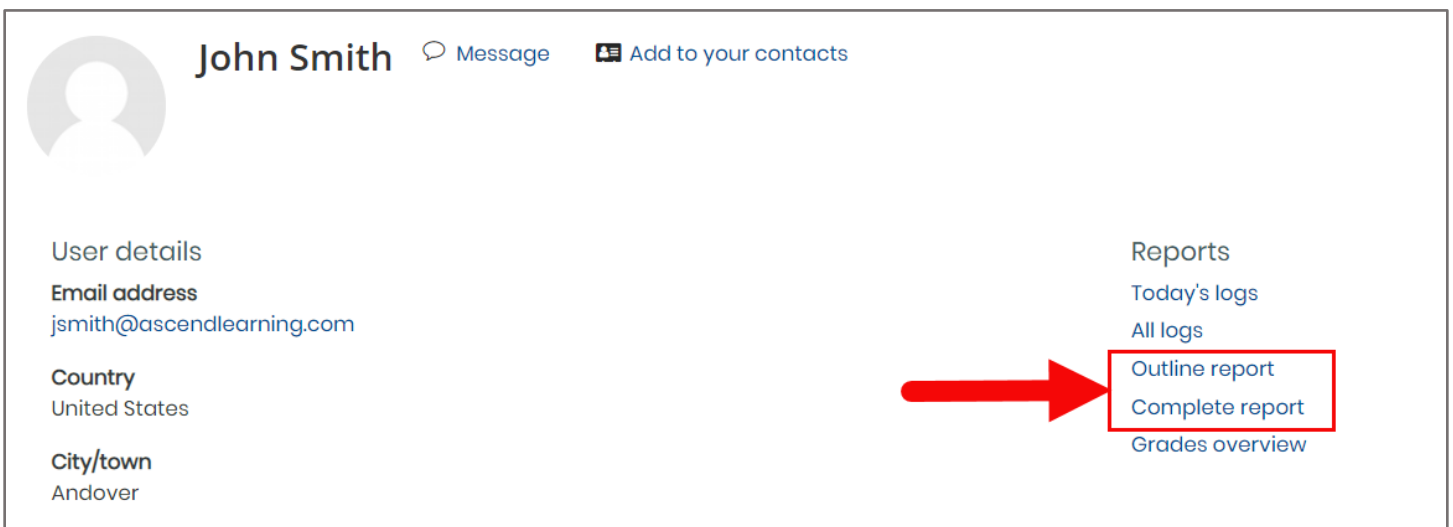 John Smith Message Add to your contacts
User details
Email address
jsmith@ascendlearning.com
Country
United States
City/town
Andover
Reports
Today's logs
All logs
Outline report
Complete report
Grades overview